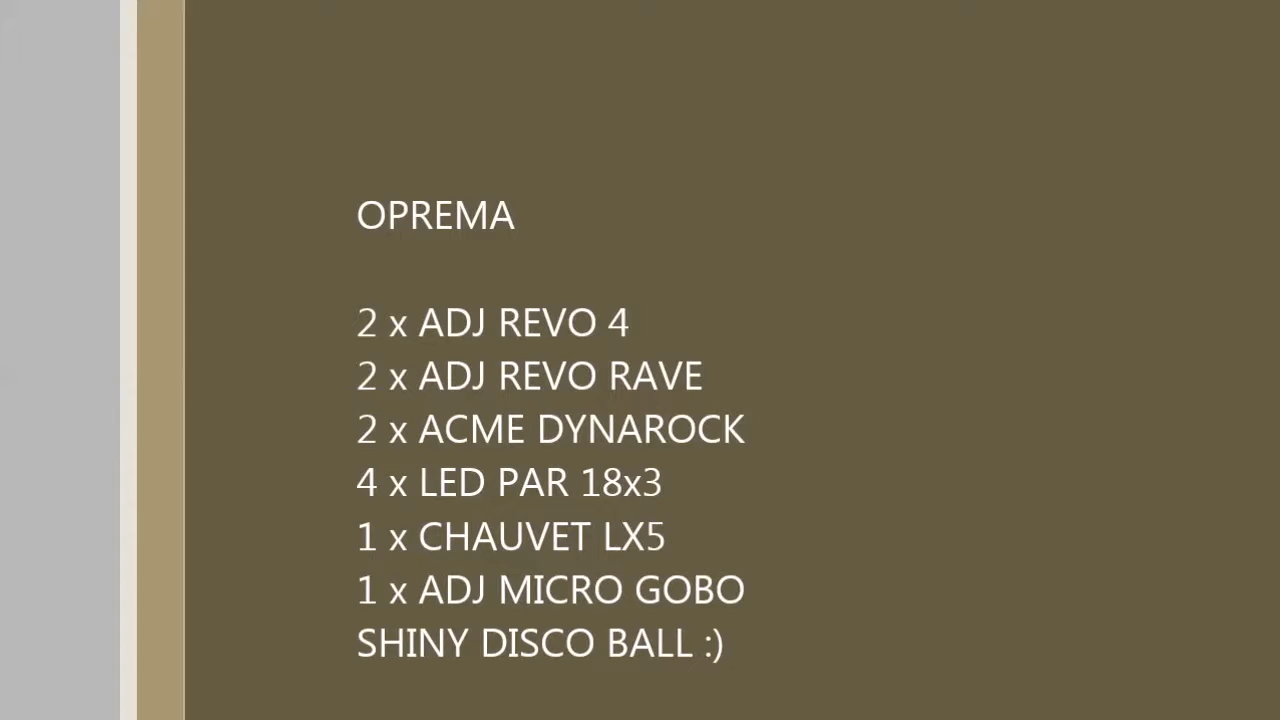 OPREMA
2 x ADJ REVO 4
2 x ADJ REVO RAVE
2 x ACME DYNAROCK
4 x LED PAR 18x3
1 x CHAUVET LX5
1 x ADJ MICRO GOBO
SHINY DISCO BALL :)